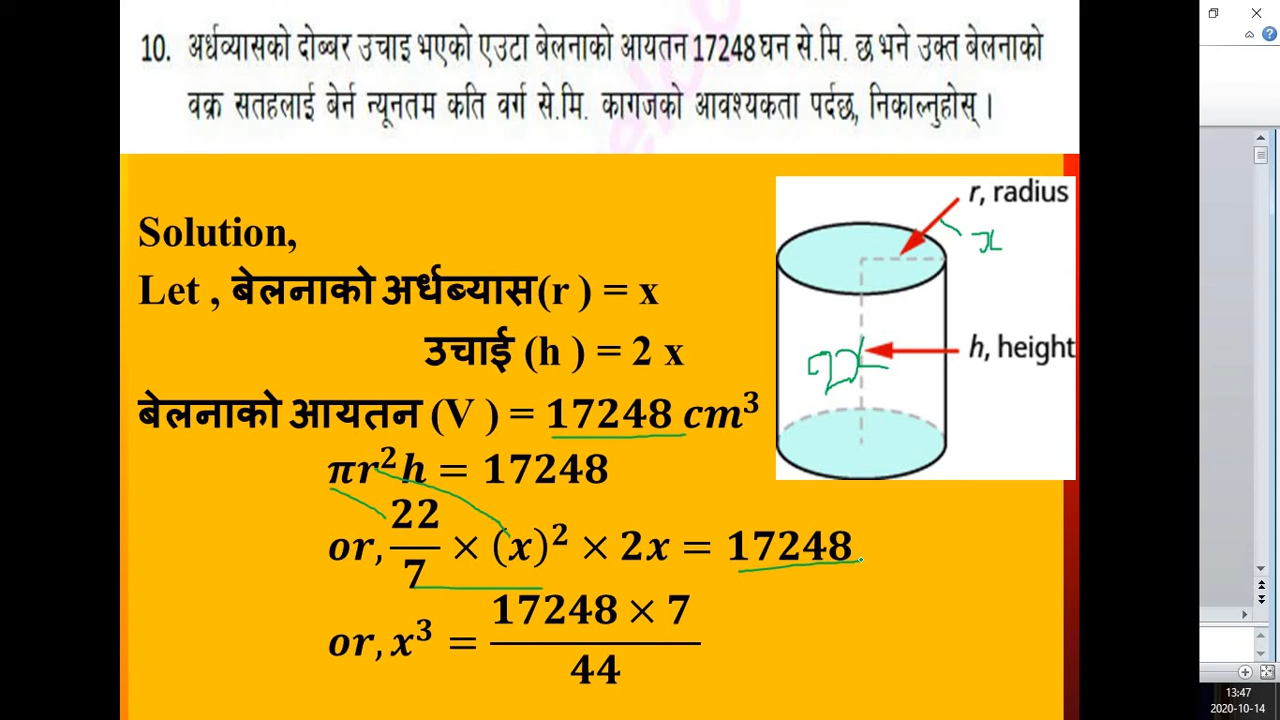 10. अर्धव्यासको दोब्बर उचाइ भएको एउटा बेलनाको आयतन 17248 घन से.मि. छ भने उक्त बेलनाको
वक्र सतहलाई बेर्न न्यूनतम कति वर्ग से.मि. कागजको आवश्यकता पर्दछ, निकाल्नुहोस् ।
Solution,
Let , बेलनाको अर्धब्यास(r ) = x
उचाई (h ) = 2 x
बेलनाको आयतन (V ) = 17248 cm³
πr²h = 17248
or, 22/7 × (x)² × 2x = 17248
or, x³ = 17248 × 7 / 44
r, radius
x
h, height
2x
13:47
2020-10-14